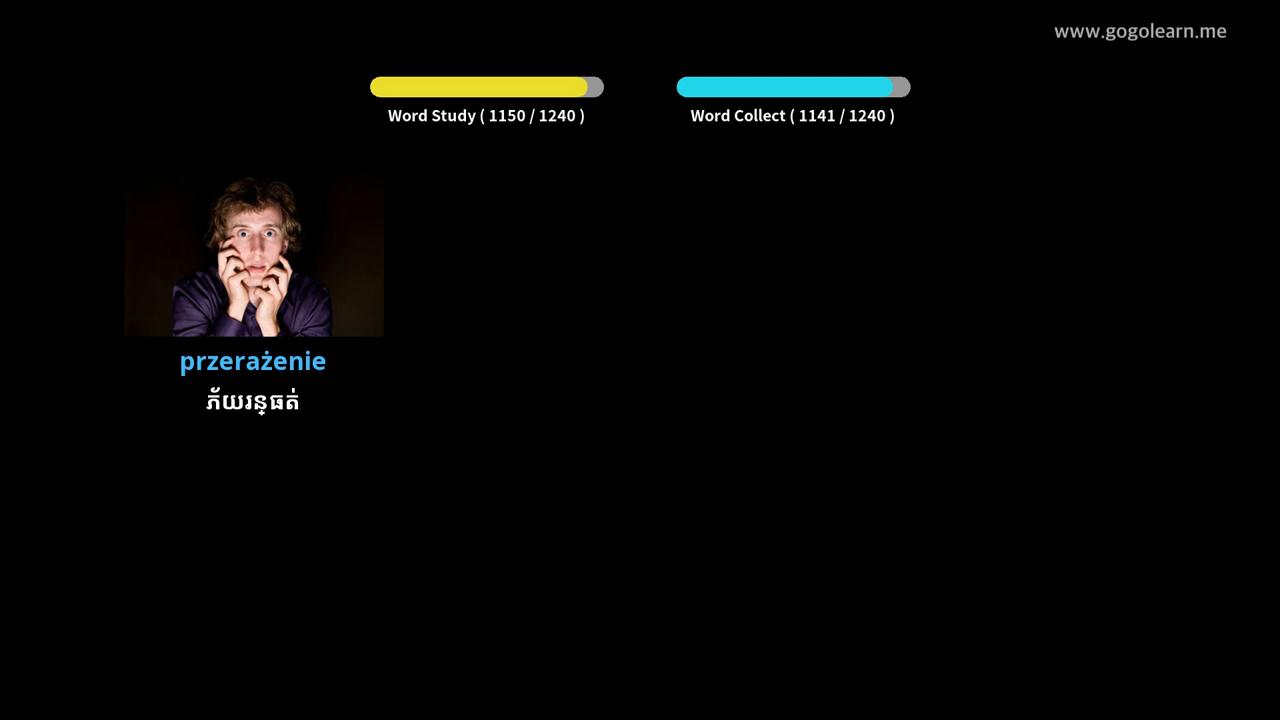 www.gogolearn.me
Word Study ( 1150 / 1240 )
Word Collect ( 1141 / 1240 )
przerażenie
ភ័យរន្ធត់